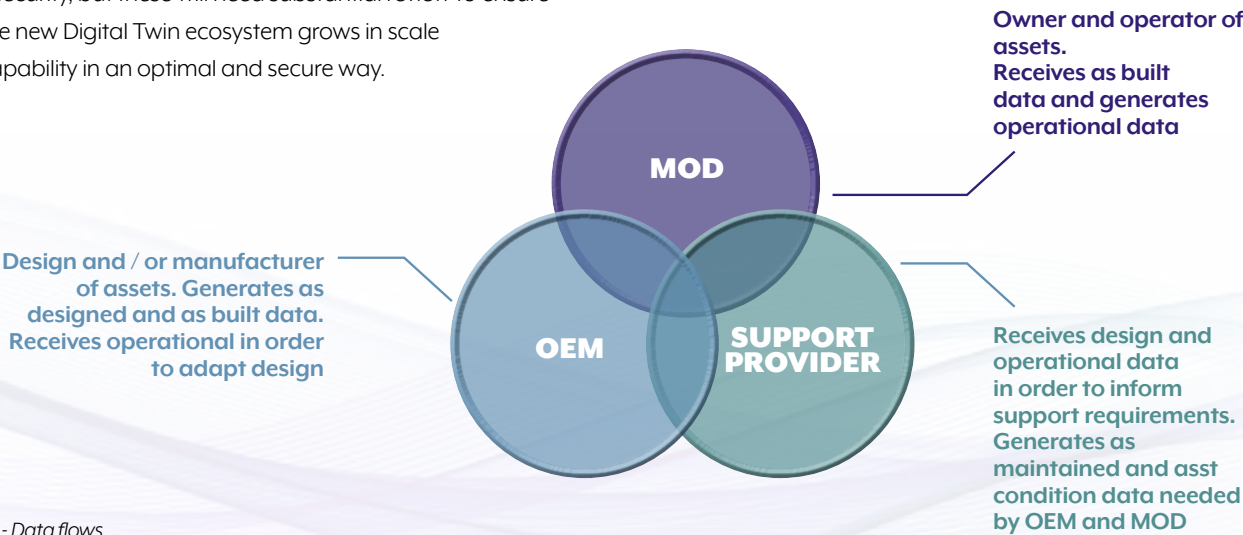 e new Digital Twin ecosystem grows in scale
apability in an optimal and secure way.
Owner and operator of
assets.
Receives as built
data and generates
operational data
MOD
Design and / or manufacturer
of assets. Generates as
designed and as built data.
Receives operational in order
to adapt design
OEM
SUPPORT
PROVIDER
Receives design and
operational data
in order to inform
support requirements.
Generates as
maintained and asst
condition data needed
by OEM and MOD
- Data flows